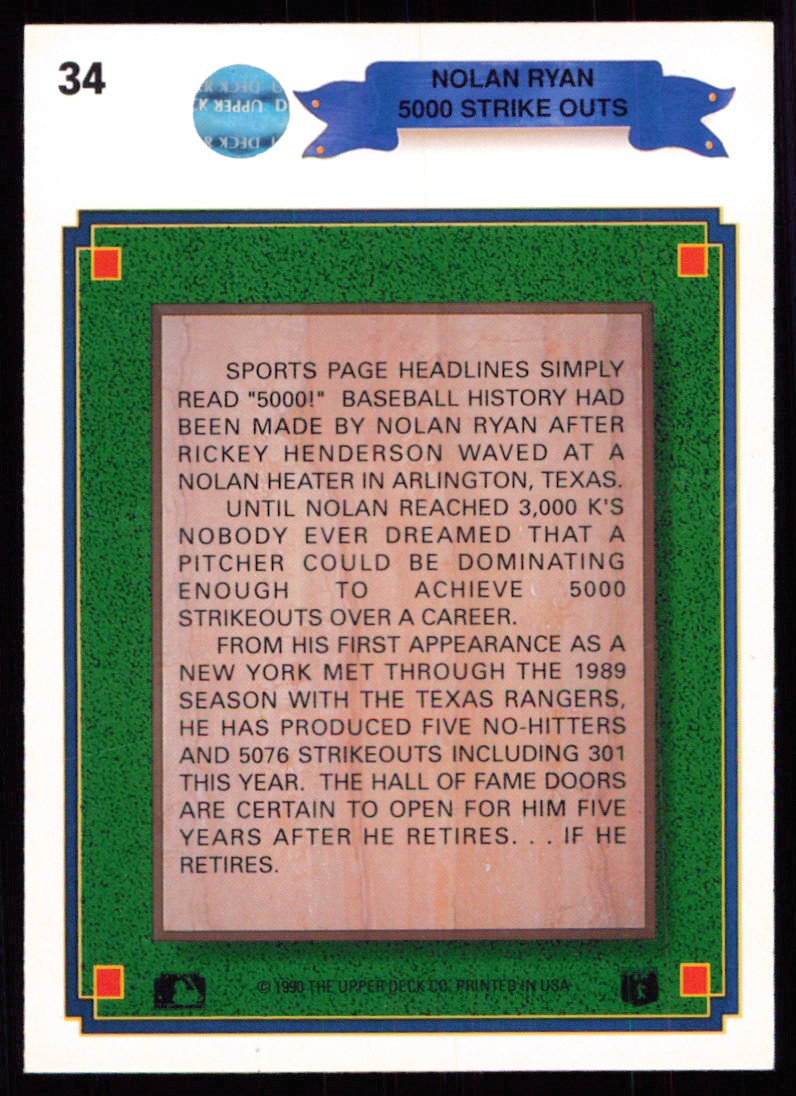 34
NOLAN RYAN
5000 STRIKE OUTS
DECK
UPPER
DECK
SPORTS PAGE HEADLINES SIMPLY
READ "5000!" BASEBALL HISTORY HAD
BEEN MADE BY NOLAN RYAN AFTER
RICKEY HENDERSON WAVED AT A
NOLAN HEATER IN ARLINGTON, TEXAS.
UNTIL NOLAN REACHED 3,000 K'S
NOBODY EVER DREAMED THAT A
PITCHER COULD BE DOMINATING
ENOUGH TO ACHIEVE 5000
STRIKEOUTS OVER A CAREER.
FROM HIS FIRST APPEARANCE AS A
NEW YORK MET THROUGH THE 1989
SEASON WITH THE TEXAS RANGERS,
HE HAS PRODUCED FIVE NO-HITTERS
AND 5076 STRIKEOUTS INCLUDING 301
THIS YEAR. THE HALL OF FAME DOORS
ARE CERTAIN TO OPEN FOR HIM FIVE
YEARS AFTER HE RETIRES. . . IF HE
RETIRES.
© 1990 THE UPPER DECK CO. PRINTED IN USA